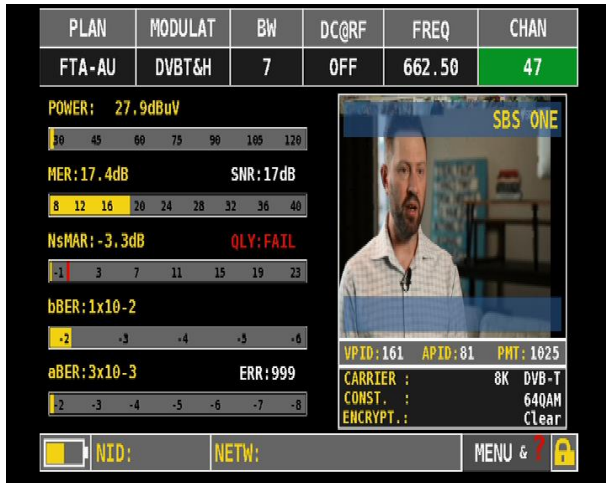 PLAN MODULAT BW DC@RF FREQ CHAN
FTA-AU DVBT&H 7 OFF 662.50 47
POWER: 27.9dBuV
30 45 60 75 90 105 120
MER:17.4dB SNR:17dB
8 12 16 20 24 28 32 36 40
NsMAR:-3.3dB QLY:FAIL
-1 3 7 11 15 19 23
bBER:1x10-2
-2 -3 -4 -5 -6
aBER:3x10-3 ERR:999
-2 -3 -4 -5 -6 -7 -8
SBS ONE
VPID:161 APID:81 PMT:1025
CARRIER : 8K DVB-T
CONST. : 64QAM
ENCRYPT.: Clear
NID: NETW: MENU & ?